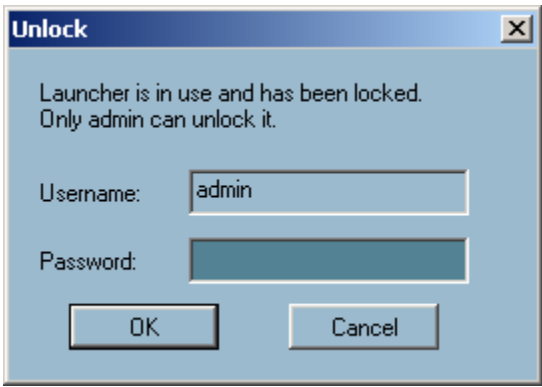 Unlock
Launcher is in use and has been locked.
Only admin can unlock it.
Username: admin
Password:
OK Cancel